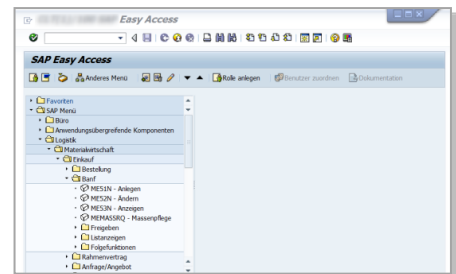 Easy Access
SAP Easy Access
Anderes Menü
Rolle anlegen
Benutzer zuordnen
Dokumentation
Favoriten
SAP Menü
Büro
Anwendungsübergreifende Komponenten
Logistik
Materialwirtschaft
Einkauf
Bestellung
Banf
ME51N - Anlegen
ME52N - Ändern
ME53N - Anzeigen
MEMASSRQ - Massenpflege
Freigeben
Listanzeigen
Folgefunktionen
Rahmenvertrag
Anfrage/Angebot